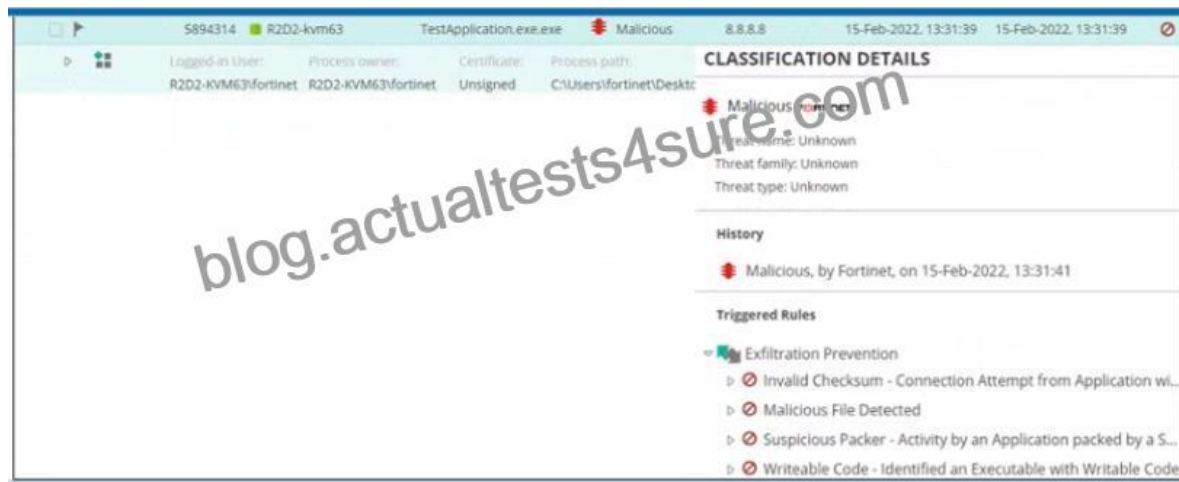 5894314 R2D2-kvm63 TestApplication.exe.exe Malicious 8.8.8.8 15-Feb-2022, 13:31:39 15-Feb-2022, 13:31:39
Logged-in User: Process owner: Certificate: Process path:
R2D2-KVM63\fortinet R2D2-KVM63\fortinet Unsigned C:\Users\fortinet\Deskto
CLASSIFICATION DETAILS
Malicious
Threat name: Unknown
Threat family: Unknown
Threat type: Unknown
History
Malicious, by Fortinet, on 15-Feb-2022, 13:31:41
Triggered Rules
Exfiltration Prevention
Invalid Checksum - Connection Attempt from Application wi...
Malicious File Detected
Suspicious Packer - Activity by an Application packed by a S...
Writeable Code - Identified an Executable with Writable Code
blog.actualtests4sure.com